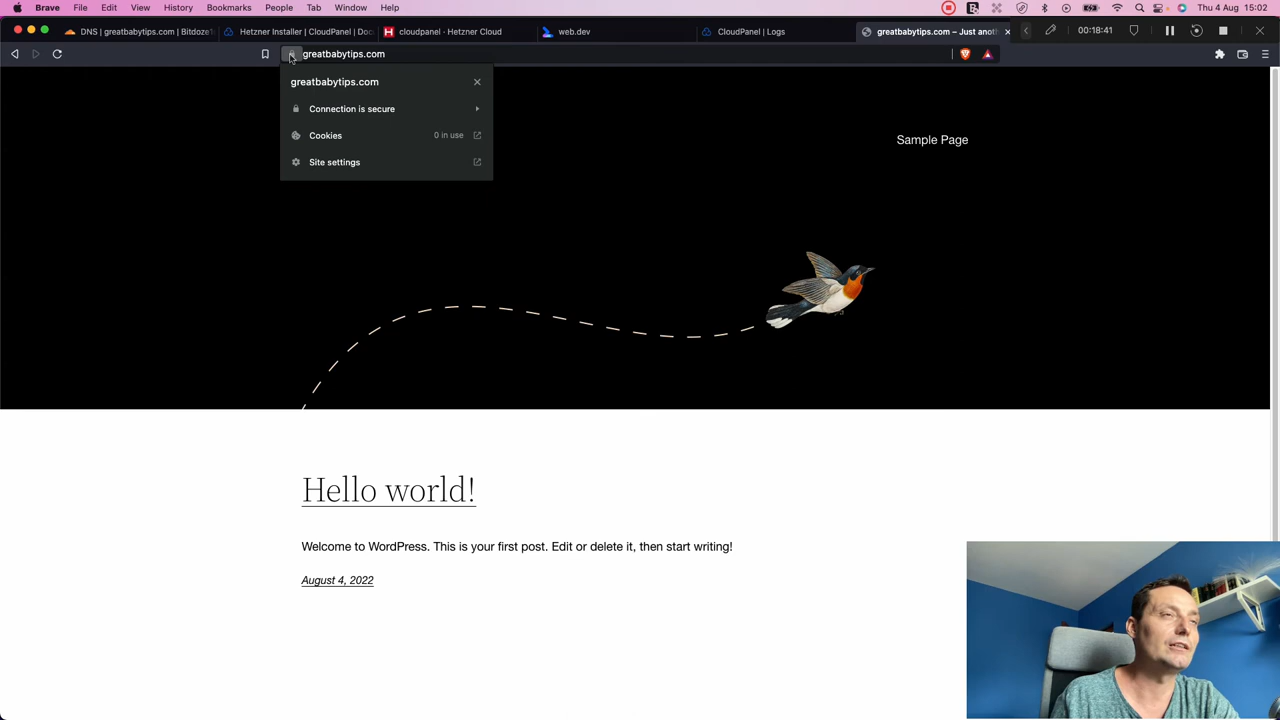 Brave File Edit View History Bookmarks People Tab Window Help Thu 4 Aug 15:02
DNS | greatbabytips.com | Bitdoze1 Hetzner Installer | CloudPanel | Doc cloudpanel - Hetzner Cloud web.dev CloudPanel | Logs greatbabytips.com – Just anot 00:18:41
greatbabytips.com
greatbabytips.com
Connection is secure
Cookies 0 in use
Site settings
Sample Page
Hello world!
Welcome to WordPress. This is your first post. Edit or delete it, then start writing!
August 4, 2022